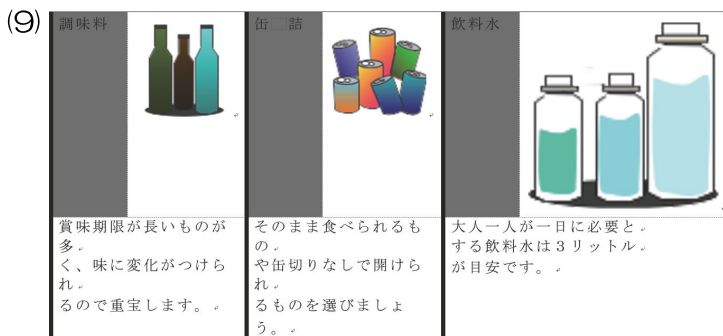 (9)
調味料
賞味期限が長いものが
多
く、味に変化がつけら
れ
るので重宝します。
缶詰
そのまま食べられるも
の
や缶切りなしで開けら
れ
るものを選びましょ
う。
飲料水
大人一人が一日に必要と
する飲料水は3リットル
が目安です。